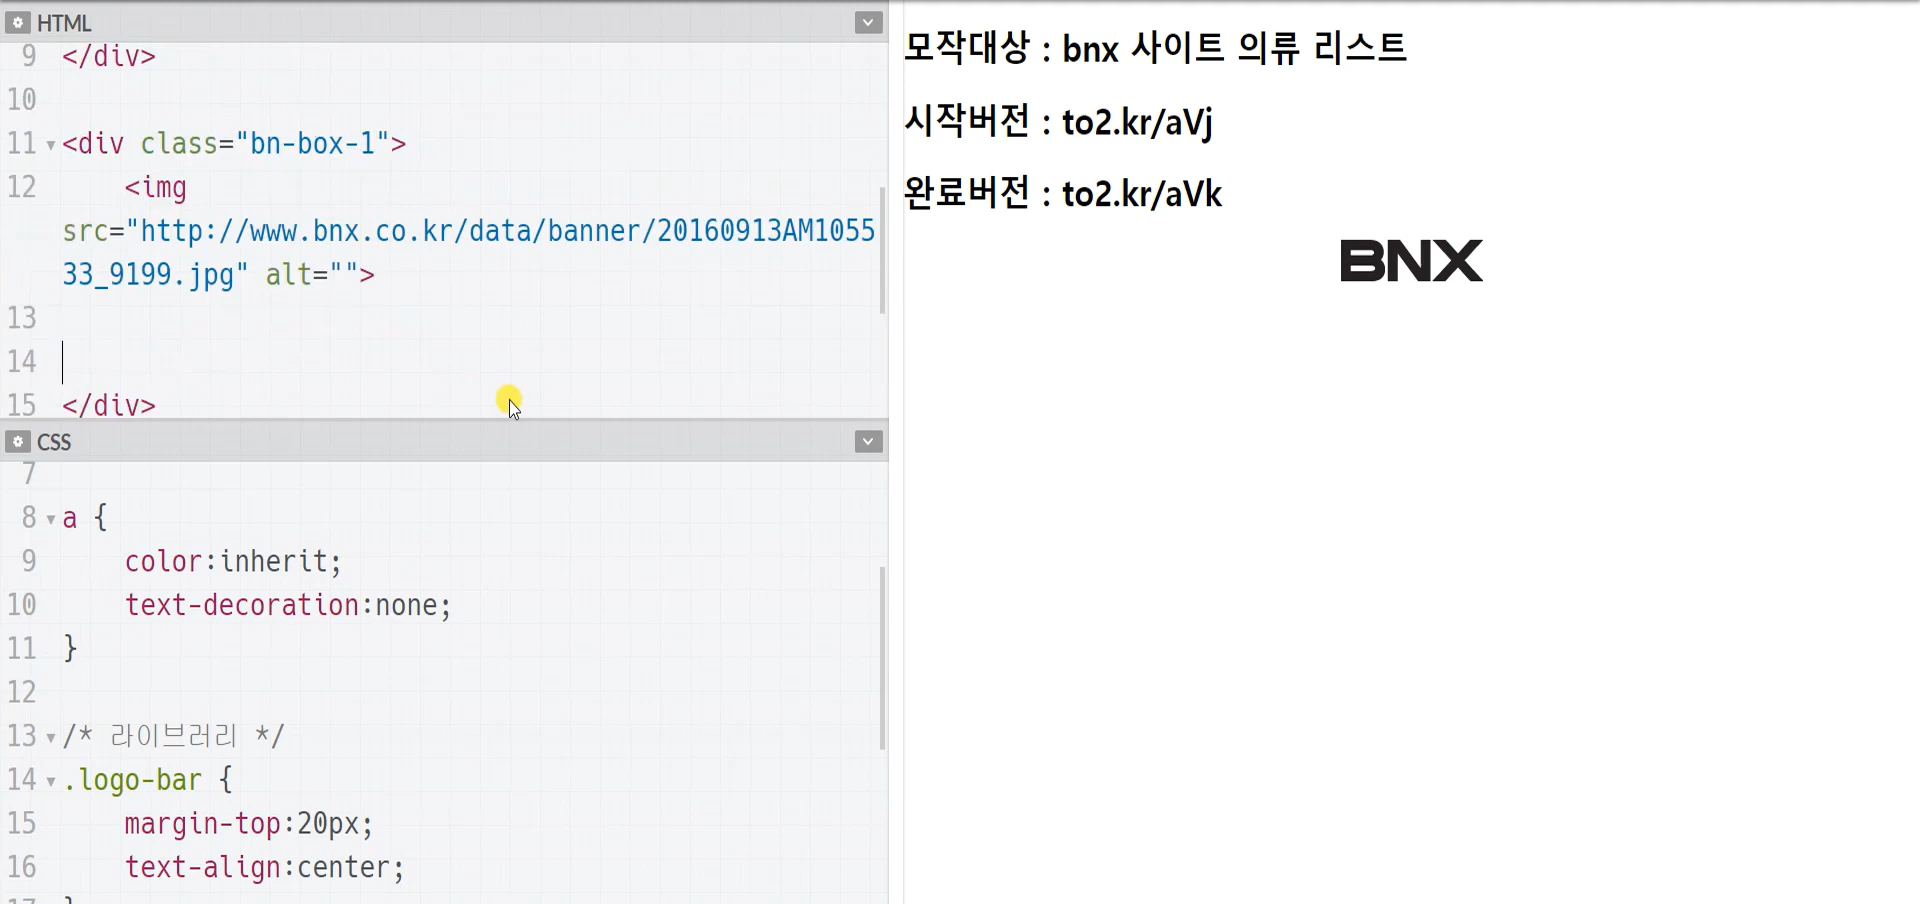 HTML
9 </div>
10
11 <div class="bn-box-1">
12 <img
src="http://www.bnx.co.kr/data/banner/20160913AM1055
33_9199.jpg" alt="">
13
14
15 </div>
CSS
7
8 a {
9 color:inherit;
10 text-decoration:none;
11 }
12
13 /* 라이브러리 */
14 .logo-bar {
15 margin-top:20px;
16 text-align:center;
17 }
모작대상 : bnx 사이트 의류 리스트
시작버전 : to2.kr/aVj
완료버전 : to2.kr/aVk
BNX